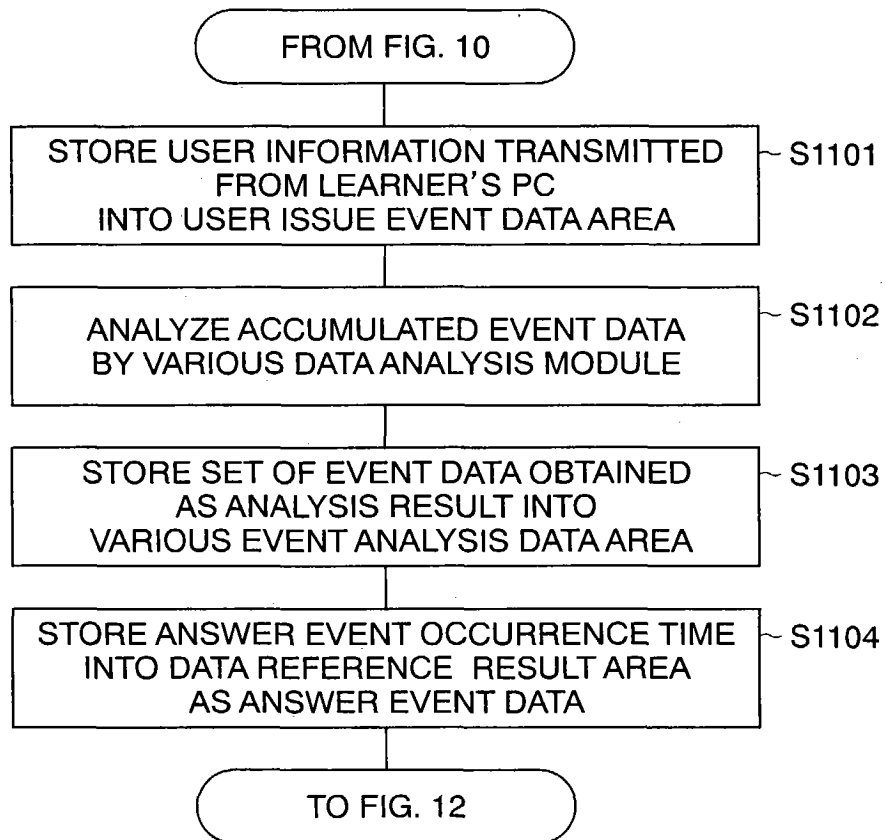 FROM FIG. 10
STORE USER INFORMATION TRANSMITTED
FROM LEARNER'S PC
INTO USER ISSUE EVENT DATA AREA
S1101
ANALYZE ACCUMULATED EVENT DATA
BY VARIOUS DATA ANALYSIS MODULE
S1102
STORE SET OF EVENT DATA OBTAINED
AS ANALYSIS RESULT INTO
VARIOUS EVENT ANALYSIS DATA AREA
S1103
STORE ANSWER EVENT OCCURRENCE TIME
INTO DATA REFERENCE RESULT AREA
AS ANSWER EVENT DATA
S1104
TO FIG. 12